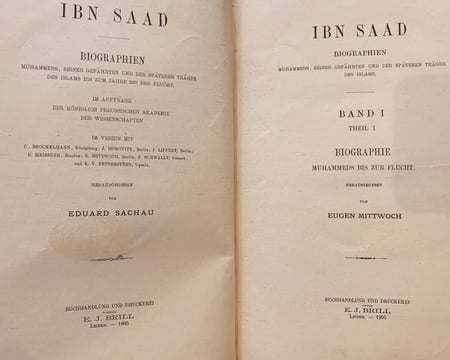 IBN SAAD
BIOGRAPHIEN
MUHAMMEDS, SEINER GEFÄHRTEN UND DER SPÄTEREN TRÄGER
DES ISLAMS BIS ZUM JAHRE 230 DER FLUCHT.
IM AUFTRAGE
DER KÖNIGLICH PREUSSISCHEN AKADEMIE
DER WISSENSCHAFTEN
IM VEREIN MIT
C. BROCKELMANN, Königsberg, J. HOROVITZ, Berlin; J. LIPPERT, Berlin;
B. MEISSNER, Breslau; E. MITTWOCH, Berlin; F. SCHWALLY, Giessen,
und K. V. ZETTERSTÉEN, Upsala,
HERAUSGEGEBEN
VON
EDUARD SACHAU
BUCHHANDLUNG UND DRUCKEREI
E. J. BRILL
LEIDEN. — 1905
IBN SAAD
BIOGRAPHIEN
MUHAMMEDS, SEINER GEFÄHRTEN UND DER SPÄTEREN TRÄGER
DES ISLAMS.
BAND I
THEIL I
BIOGRAPHIE
MUHAMMEDS BIS ZUR FLUCHT.
HERAUSGEGEBEN
VON
EUGEN MITTWOCH
BUCHHANDLUNG UND DRUCKEREI
E. J. BRILL
LEIDEN. — 1905